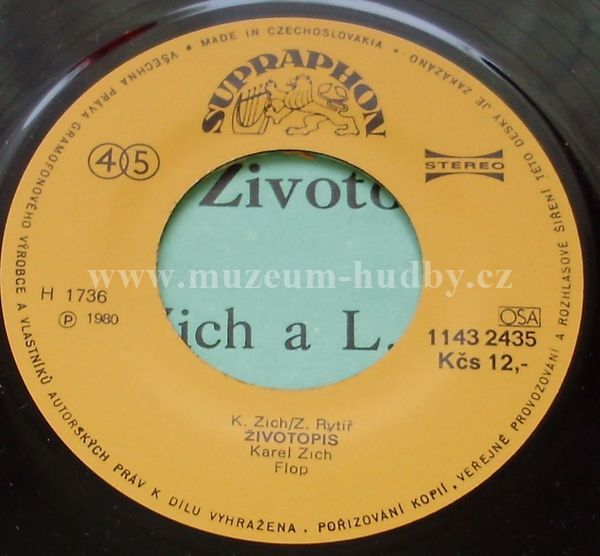 VŠECHNA PRÁVA GRAMOFONOVÉHO VÝROBCE A VLASTNÍKŮ AUTORSKÝCH PRÁV K DÍLU VYHRAŽENA. POŘIZOVÁNÍ KOPIÍ, VEŘEJNÉ PROVOZOVÁNÍ A ROZHLASOVÉ ŠÍŘENÍ TÉTO DESKY JE ZAKÁZÁNO • MADE IN CZECHOSLOVAKIA •
SUPRAPHON
45
STEREO
Životo
www.muzeum-hudby.cz
H 1736
Ⓟ 1980
Zich a L.
OSA
1143 2435
Kčs 12,-
K. Zich/Z. Rytíř
ŽIVOTOPIS
Karel Zich
Flop